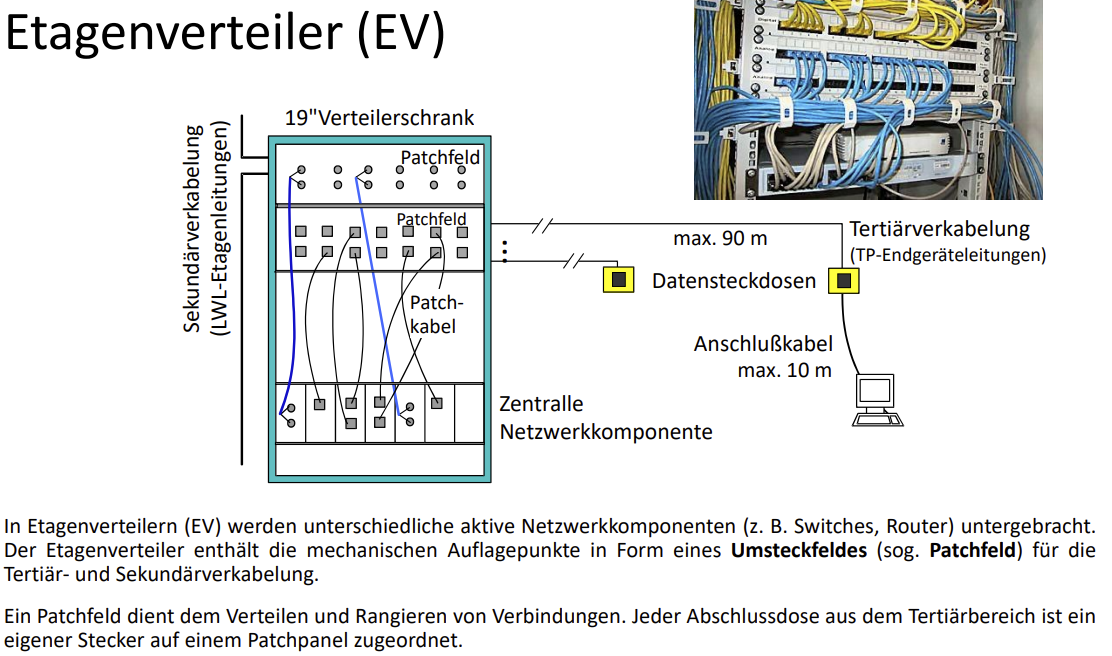 Etagenverteiler (EV)
19"Verteilerschrank
Sekundärverkabelung
(LWL-Etagenleitungen)
Patchfeld
Patchfeld
Patch-
kabel
max. 90 m
Tertiärverkabelung
(TP-Endgeräteleitungen)
Datensteckdosen
Anschlußkabel
max. 10 m
Zentralle
Netzwerkkomponente
In Etagenverteilern (EV) werden unterschiedliche aktive Netzwerkkomponenten (z. B. Switches, Router) untergebracht.
Der Etagenverteiler enthält die mechanischen Auflagepunkte in Form eines Umsteckfeldes (sog. Patchfeld) für die
Tertiär- und Sekundärverkabelung.
Ein Patchfeld dient dem Verteilen und Rangieren von Verbindungen. Jeder Abschlussdose aus dem Tertiärbereich ist ein
eigener Stecker auf einem Patchpanel zugeordnet.